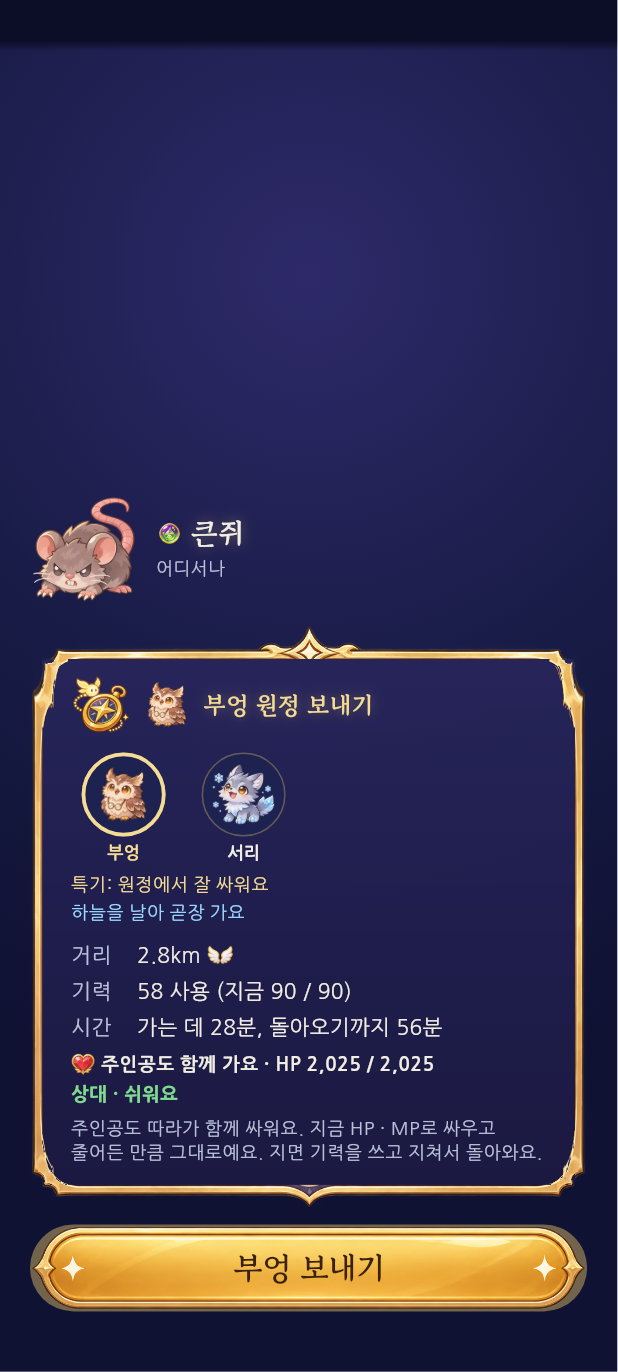 큰쥐
어디서나
부엉 원정 보내기
부엉
서리
특기: 원정에서 잘 싸워요
하늘을 날아 곧장 가요
거리 2.8km
기력 58 사용 (지금 90 / 90)
시간 가는 데 28분, 돌아오기까지 56분
주인공도 함께 가요 · HP 2,025 / 2,025
상대 · 쉬워요
주인공도 따라가 함께 싸워요. 지금 HP · MP로 싸우고
줄어든 만큼 그대로예요. 지면 기력을 쓰고 지쳐서 돌아와요.
부엉 보내기